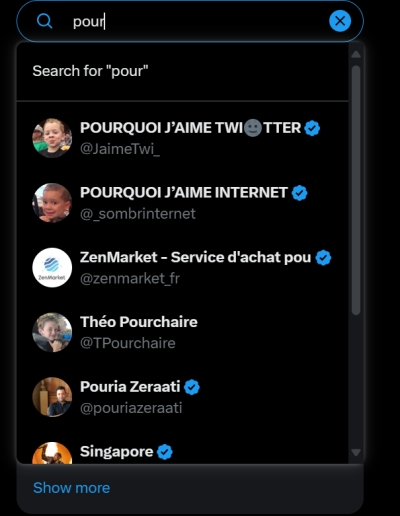 pour
Search for "pour"
POURQUOI J’AIME TWI🙂TTER
@JaimeTwi_
POURQUOI J’AIME INTERNET
@_sombrinternet
ZenMarket - Service d'achat pou
ZenMarket
@zenmarket_fr
Théo Pourchaire
@TPourchaire
Pouria Zeraati
@pouriazeraati
Singapore
Show more